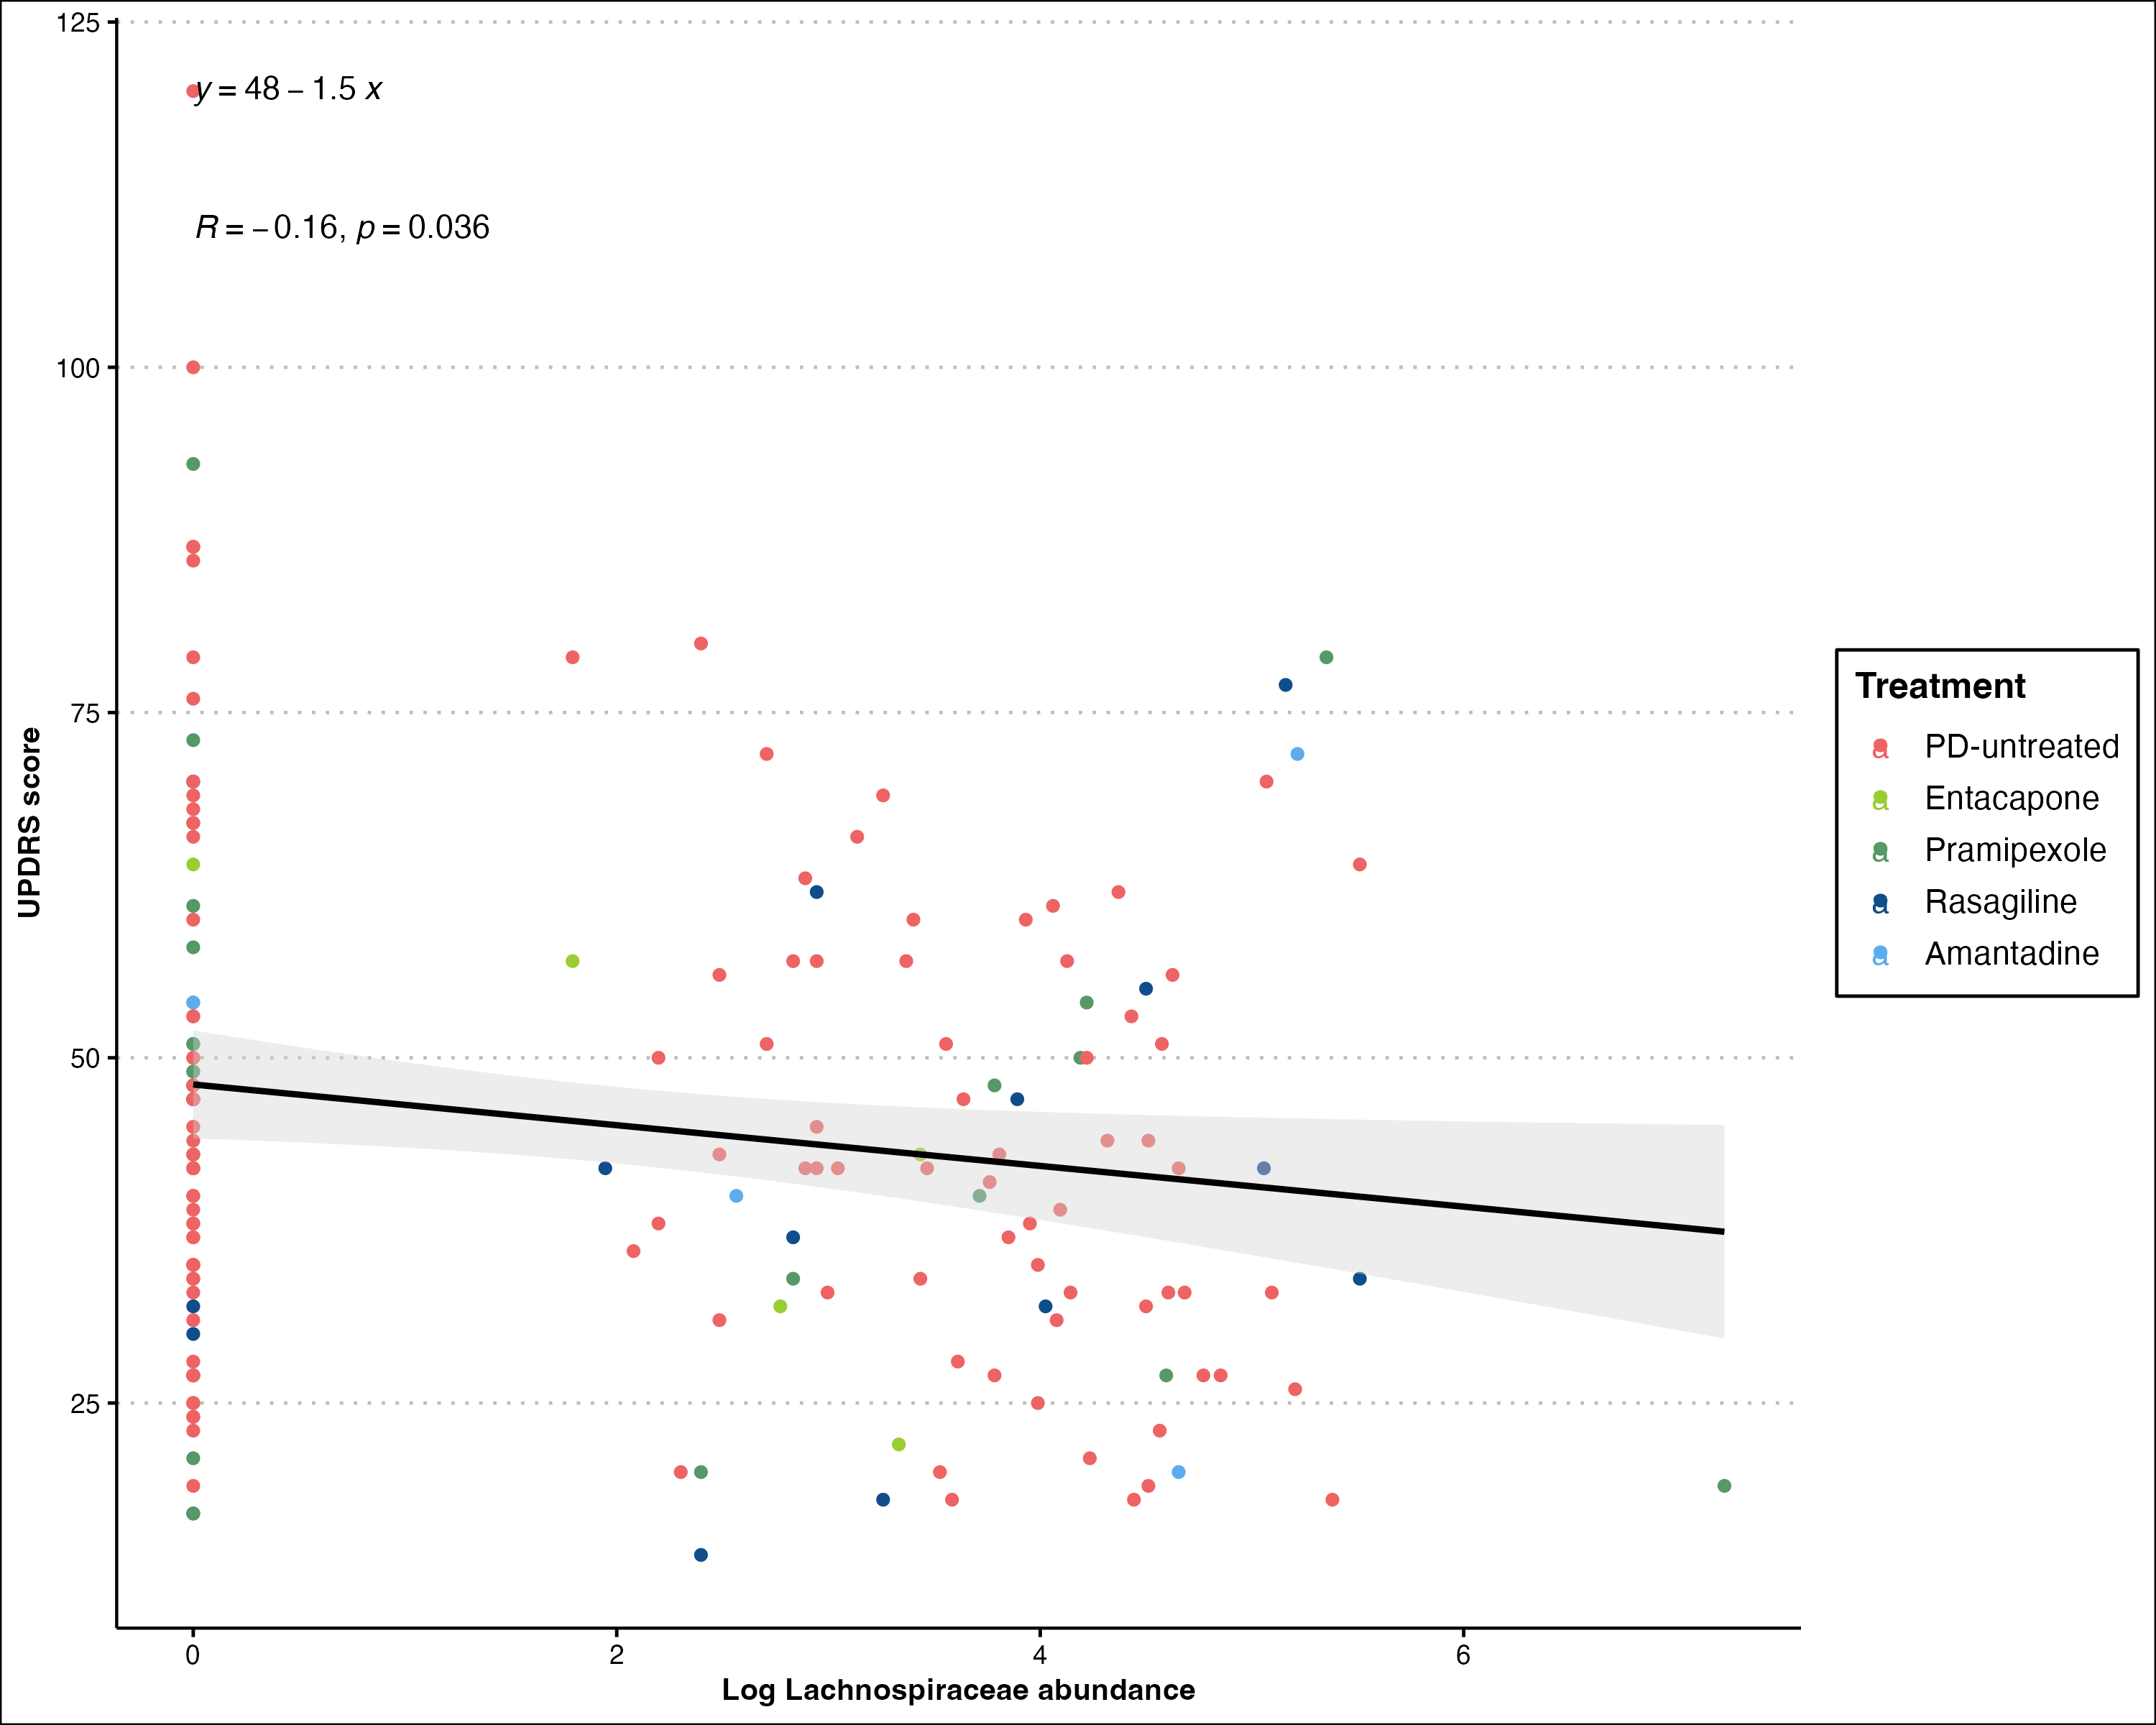 125
y = 48 − 1.5 x
R = −0.16, p = 0.036
100
75
50
25
UPDRS score
0 2 4 6
Log Lachnospiraceae abundance
Treatment
a PD-untreated
a Entacapone
a Pramipexole
a Rasagiline
a Amantadine